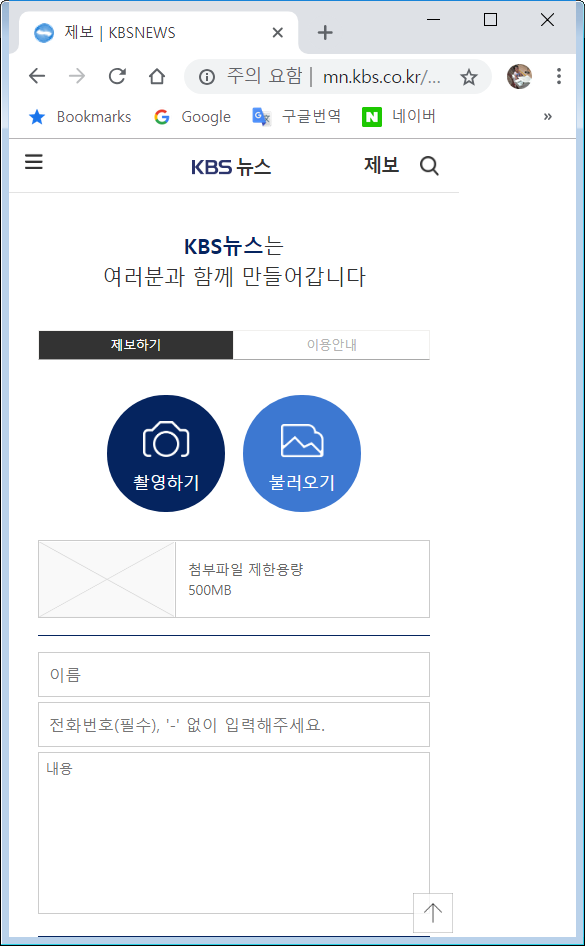 제보 | KBSNEWS
주의 요함 | mn.kbs.co.kr/...
Bookmarks Google 구글번역 네이버 »
KBS 뉴스 제보
KBS뉴스는
여러분과 함께 만들어갑니다
제보하기 이용안내
촬영하기 불러오기
첨부파일 제한용량
500MB
이름
전화번호(필수), '-' 없이 입력해주세요.
내용